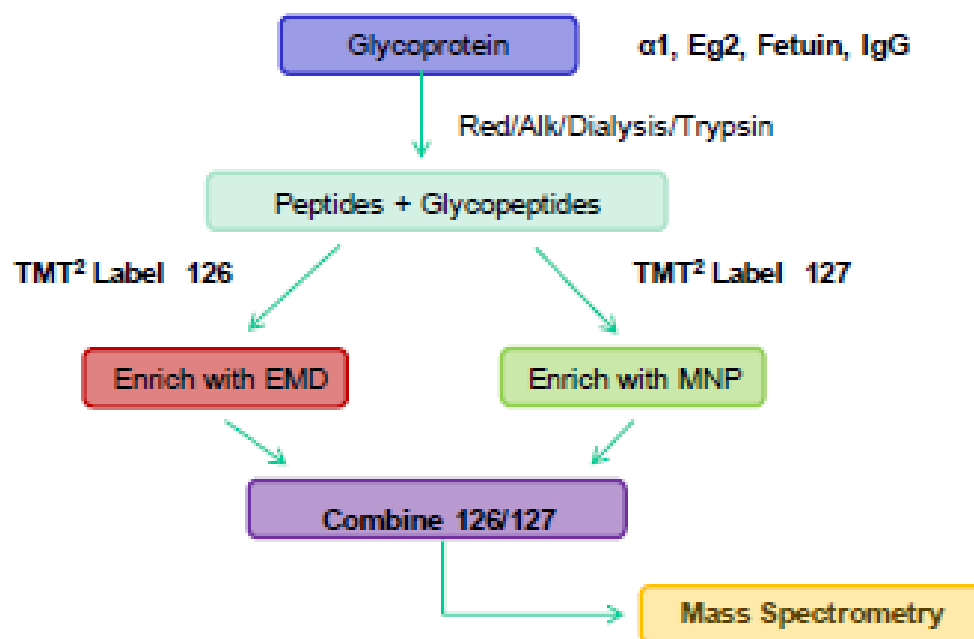 Glycoprotein
α1, Eg2, Fetuin, IgG
Red/Alk/Dialysis/Trypsin
Peptides + Glycopeptides
TMT² Label 126
TMT² Label 127
Enrich with EMD
Enrich with MNP
Combine 126/127
Mass Spectrometry